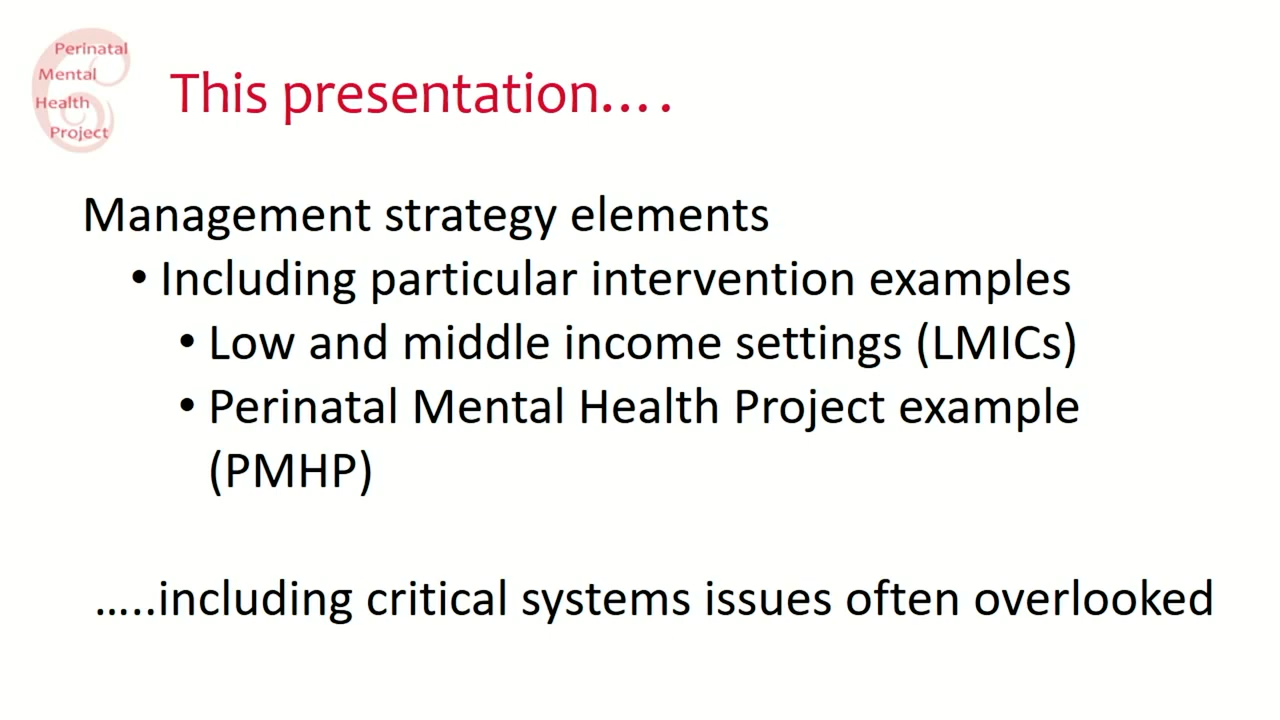 Perinatal
Mental
Health
Project
This presentation....
Management strategy elements
• Including particular intervention examples
• Low and middle income settings (LMICs)
• Perinatal Mental Health Project example
(PMHP)
…..including critical systems issues often overlooked